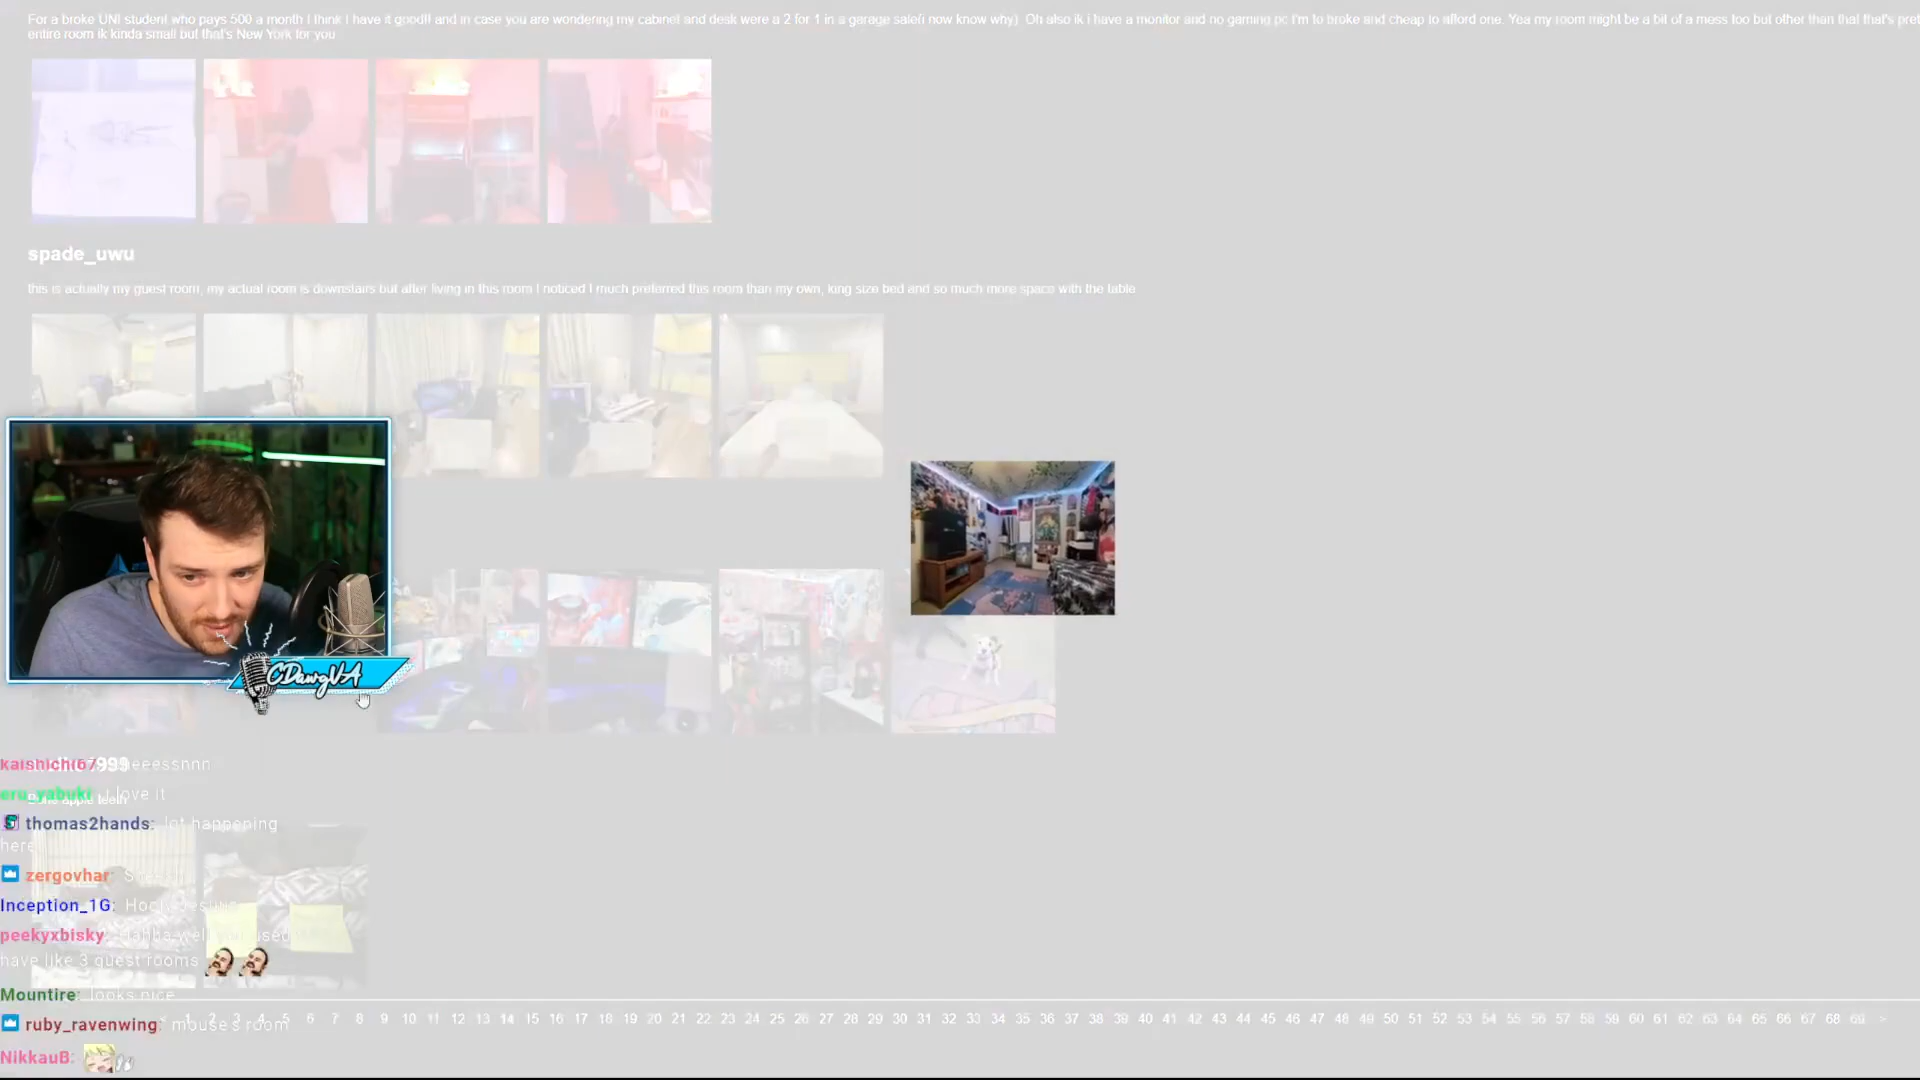 For a broke UNI student who pays 500 a month I think I have it good!! and in case you are wondering my cabinet and desk were a 2 for 1 in a garage sale(i now know why) Oh also ik i have a monitor and no gaming pc I'm to broke and cheap to afford one. Yea my room might be a bit of a mess too but other than that that's pret
entire room ik kinda small but that's New York for you
spade_uwu
this is actually my guest room, my actual room is downstairs but after living in this room I noticed I much preferred this room than my own, king size bed and so much more space with the table
CDawgVA
kaishichi67
eru_yabuki: i love it
thomas2hands: lot happening
here
zergovhar:
Inception_1G:
peekyxbisky:
have like 3 guest rooms
Mountire: looks nice
ruby_ravenwing: mouse's room
NikkauB:
1 2 3 4 5 6 7 8 9 10 11 12 13 14 15 16 17 18 19 20 21 22 23 24 25 26 27 28 29 30 31 32 33 34 35 36 37 38 39 40 41 42 43 44 45 46 47 48 49 50 51 52 53 54 55 56 57 58 59 60 61 62 63 64 65 66 67 68 69 >